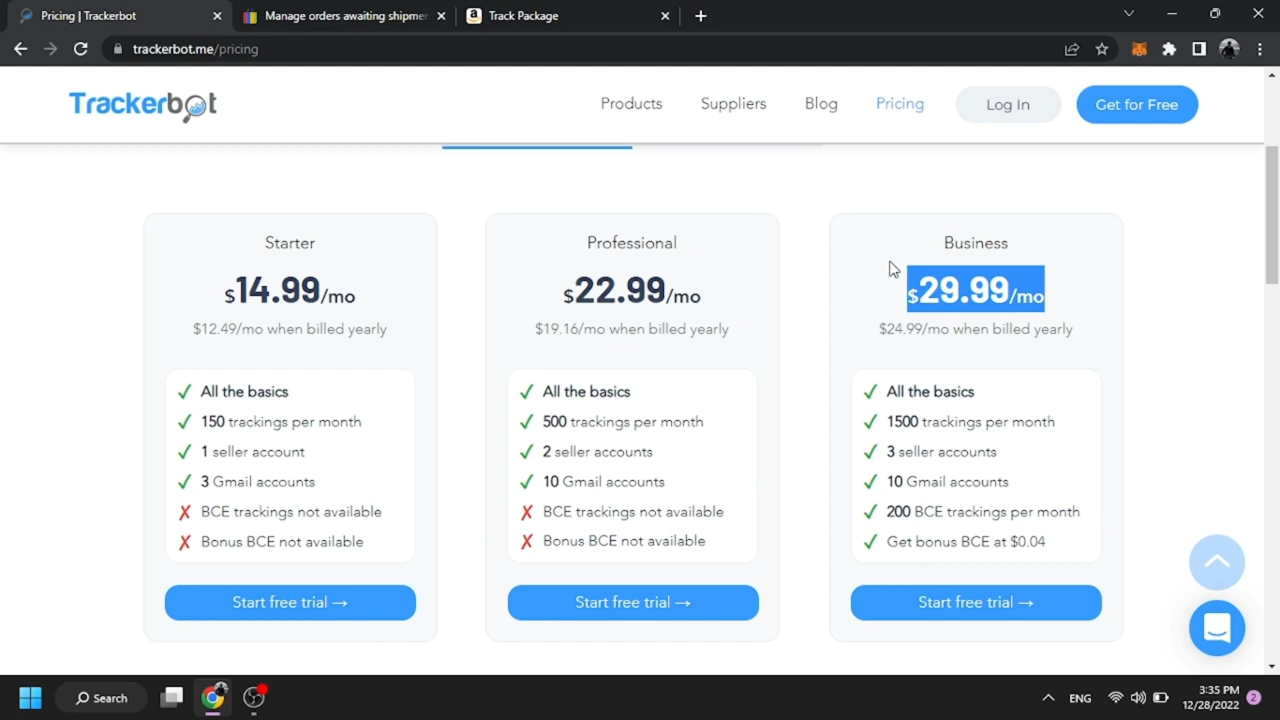 Pricing | Trackerbot
Manage orders awaiting shipmer
Track Package
trackerbot.me/pricing
Trackerbot
Products
Suppliers
Blog
Pricing
Log In
Get for Free
Starter
$14.99/mo
$12.49/mo when billed yearly
✓ All the basics
✓ 150 trackings per month
✓ 1 seller account
✓ 3 Gmail accounts
✗ BCE trackings not available
✗ Bonus BCE not available
Start free trial →
Professional
$22.99/mo
$19.16/mo when billed yearly
✓ All the basics
✓ 500 trackings per month
✓ 2 seller accounts
✓ 10 Gmail accounts
✗ BCE trackings not available
✗ Bonus BCE not available
Start free trial →
Business
$29.99/mo
$24.99/mo when billed yearly
✓ All the basics
✓ 1500 trackings per month
✓ 3 seller accounts
✓ 10 Gmail accounts
✓ 200 BCE trackings per month
✓ Get bonus BCE at $0.04
Start free trial →
Search
ENG
3:35 PM
12/28/2022
2